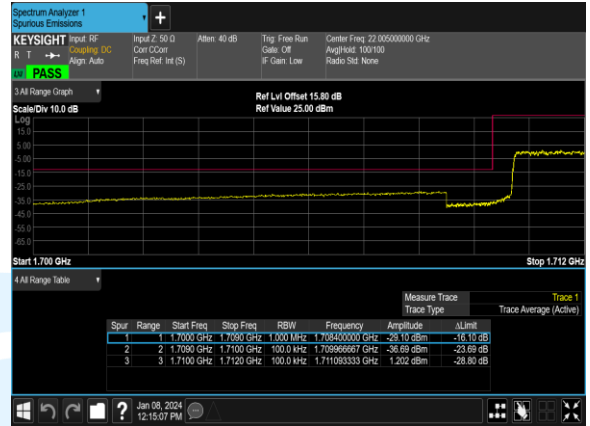 Spectrum Analyzer 1
Spurious Emissions
+
KEYSIGHT Input: RF Input Z: 50 Ω Atten: 40 dB Trig: Free Run Center Freq: 22.005000000 GHz
R T Coupling: DC Corr CCorr Gate: Off Avg|Hold: 100/100
Align: Auto Freq Ref: Int (S) IF Gain: Low Radio Std: None
PASS
3 All Range Graph
Ref Lvl Offset 15.80 dB
Scale/Div 10.0 dB Ref Value 25.00 dBm
Log
15.0
5.00
-5.00
-15.0
-25.0
-35.0
-45.0
-55.0
-65.0
Start 1.700 GHz Stop 1.712 GHz
4 All Range Table
Measure Trace Trace 1
Trace Type Trace Average (Active)
Spur Range Start Freq Stop Freq RBW Frequency Amplitude ΔLimit
1 1 1.7000 GHz 1.7090 GHz 1.000 MHz 1.708400000 GHz -29.10 dBm -16.10 dB
2 2 1.7090 GHz 1.7100 GHz 100.0 kHz 1.709966667 GHz -36.69 dBm -23.69 dB
3 3 1.7100 GHz 1.7120 GHz 100.0 kHz 1.711093333 GHz 1.202 dBm -28.80 dB
? Jan 08, 2024
12:15:07 PM